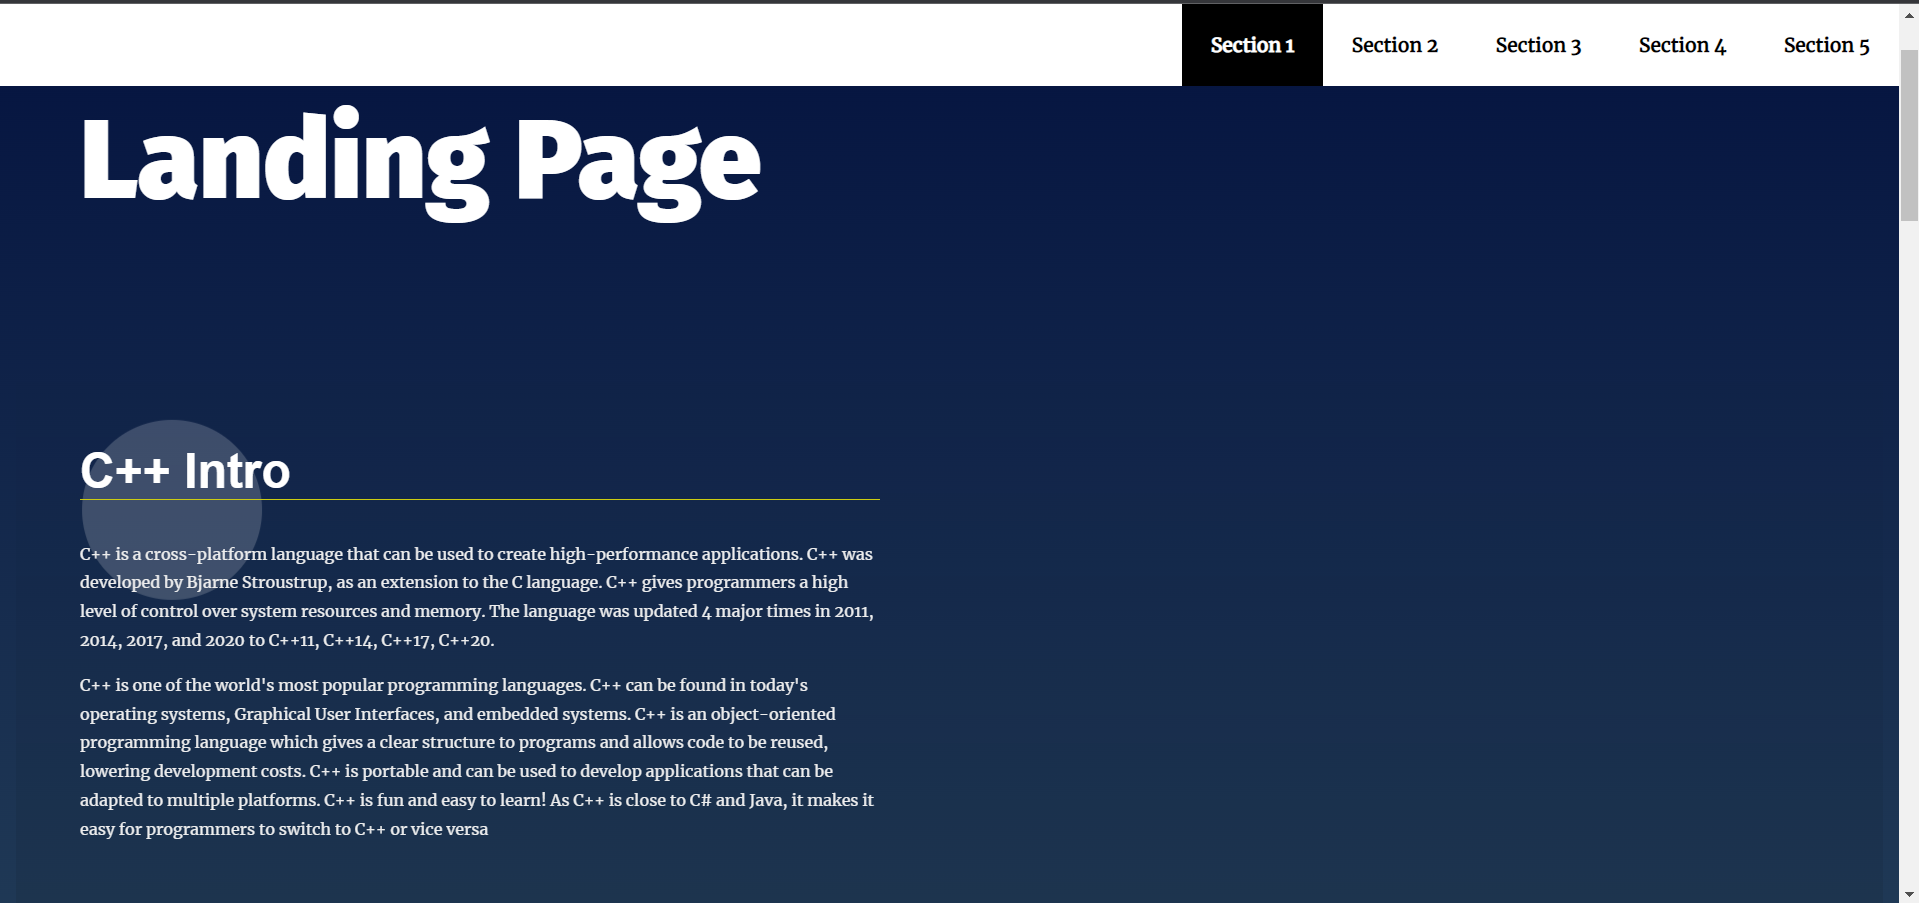 Section 1 Section 2 Section 3 Section 4 Section 5
Landing Page
C++ Intro
C++ is a cross-platform language that can be used to create high-performance applications. C++ was
developed by Bjarne Stroustrup, as an extension to the C language. C++ gives programmers a high
level of control over system resources and memory. The language was updated 4 major times in 2011,
2014, 2017, and 2020 to C++11, C++14, C++17, C++20.
C++ is one of the world's most popular programming languages. C++ can be found in today's
operating systems, Graphical User Interfaces, and embedded systems. C++ is an object-oriented
programming language which gives a clear structure to programs and allows code to be reused,
lowering development costs. C++ is portable and can be used to develop applications that can be
adapted to multiple platforms. C++ is fun and easy to learn! As C++ is close to C# and Java, it makes it
easy for programmers to switch to C++ or vice versa